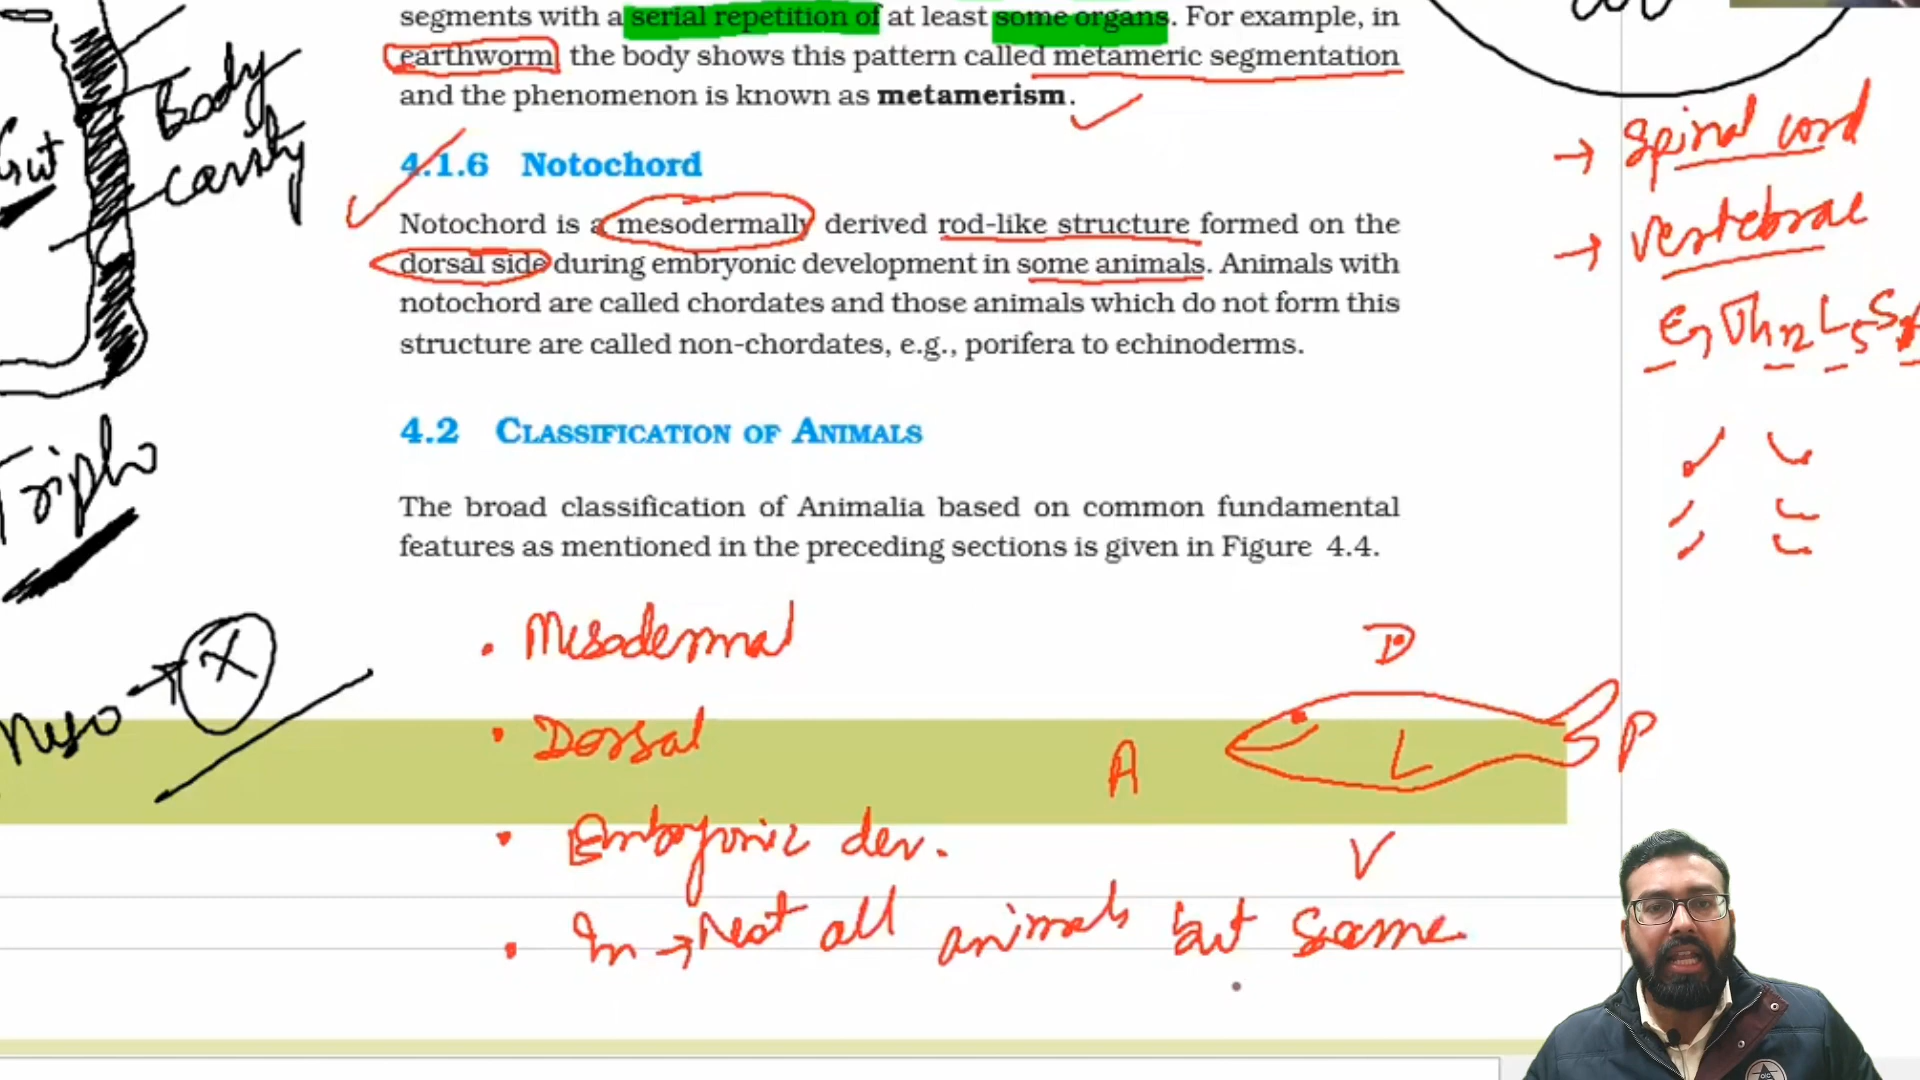 segments with a serial repetition of at least some organs. For example, in
earthworm, the body shows this pattern called metameric segmentation
and the phenomenon is known as metamerism.
4.1.6 Notochord
Notochord is a mesodermally derived rod-like structure formed on the
dorsal side during embryonic development in some animals. Animals with
notochord are called chordates and those animals which do not form this
structure are called non-chordates, e.g., porifera to echinoderms.
4.2 CLASSIFICATION OF ANIMALS
The broad classification of Animalia based on common fundamental
features as mentioned in the preceding sections is given in Figure 4.4.
• Mesodermal
• Dorsal
• Embryonic dev.
• In → Not all animals but some
D
A
L
P
V
Body
cavity
Gut
Triplo
Meso → X
→ Spinal cord
→ Vertebrae